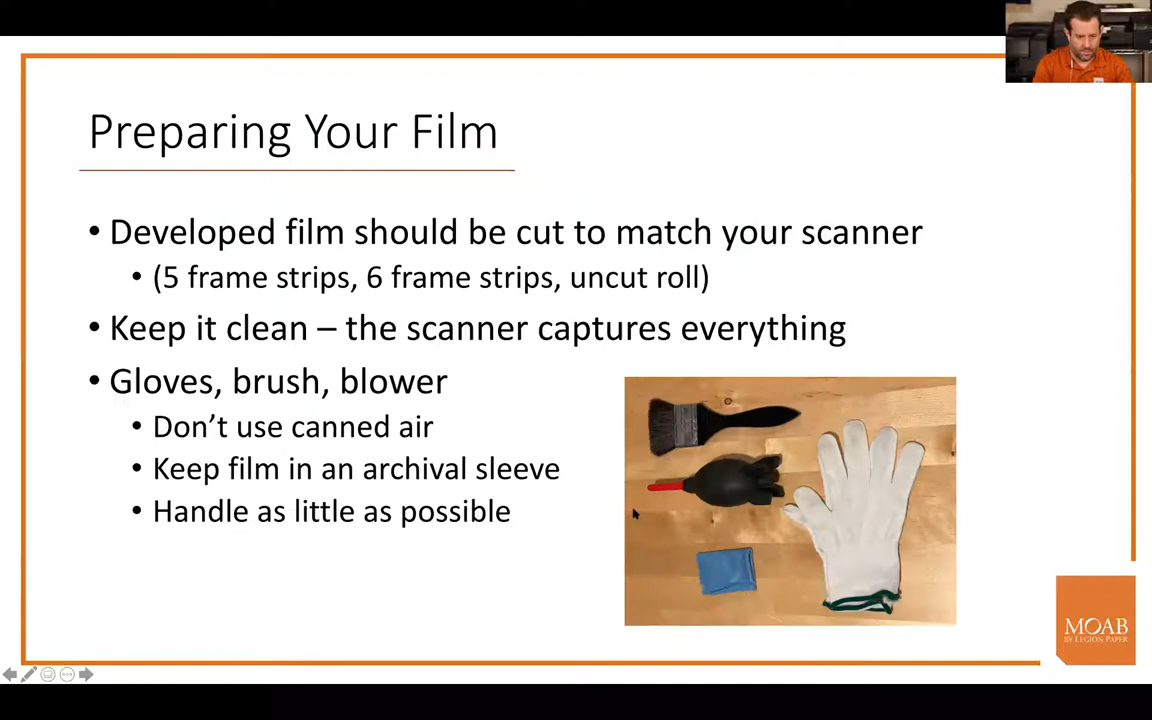 Preparing Your Film
• Developed film should be cut to match your scanner
• (5 frame strips, 6 frame strips, uncut roll)
• Keep it clean – the scanner captures everything
• Gloves, brush, blower
• Don’t use canned air
• Keep film in an archival sleeve
• Handle as little as possible
MOAB
BY LEGION PAPER